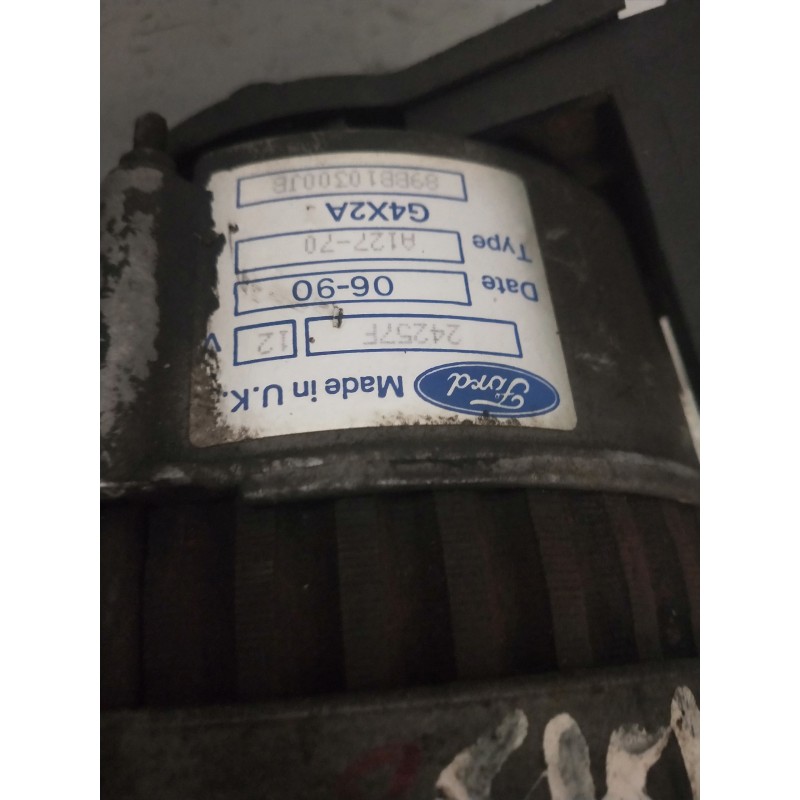 Ford Made in U.K.
24257F 12 V
Date 06-90
Type A127-70
G4X2A
89BB10300JB